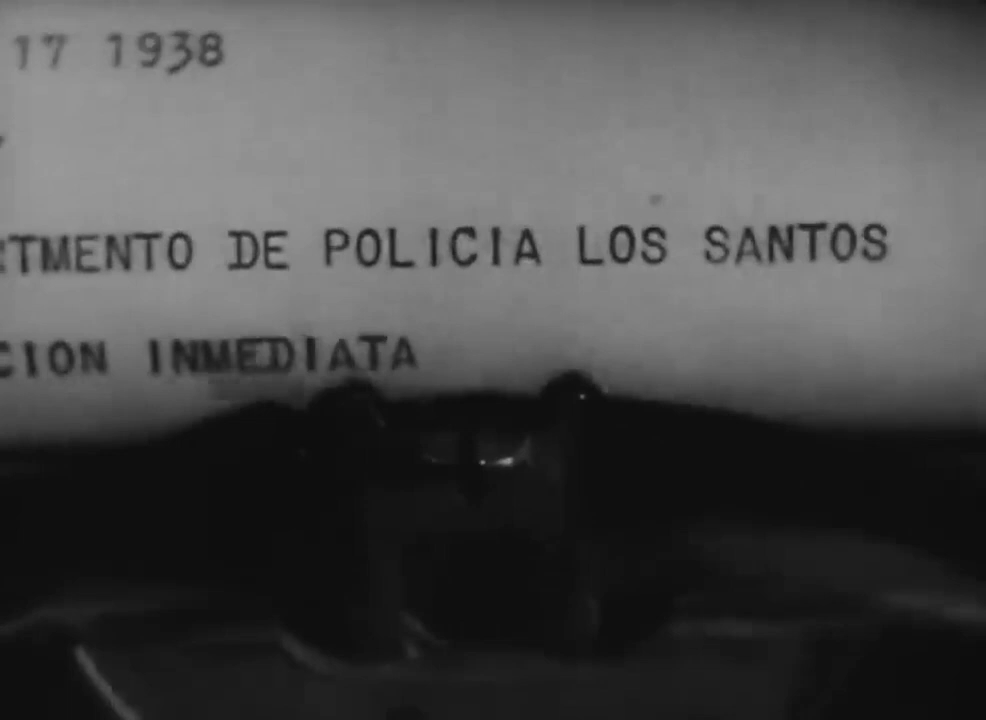 17 1938
RTMENTO DE POLICIA LOS SANTOS
CION INMEDIATA